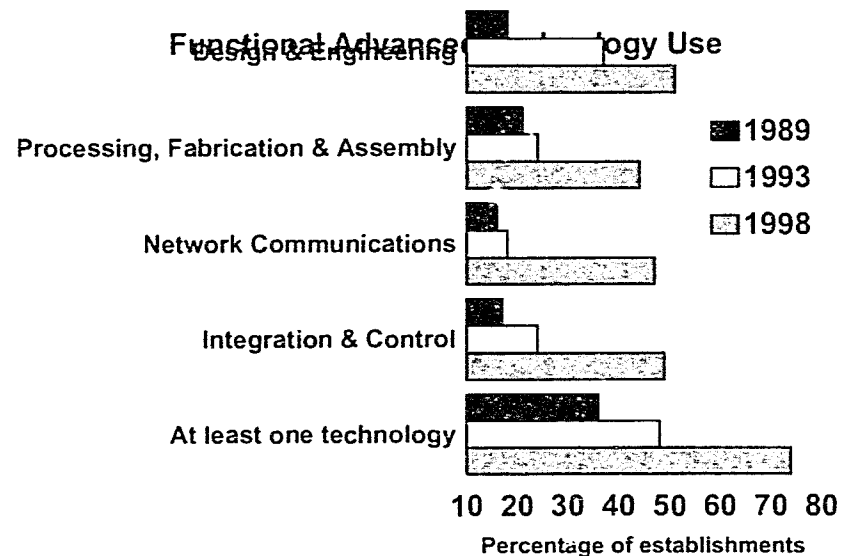 Functional Advanced Technology Use
Design & Engineering
Processing, Fabrication & Assembly
Network Communications
Integration & Control
At least one technology
1989
1993
1998
10 20 30 40 50 60 70 80
Percentage of establishments